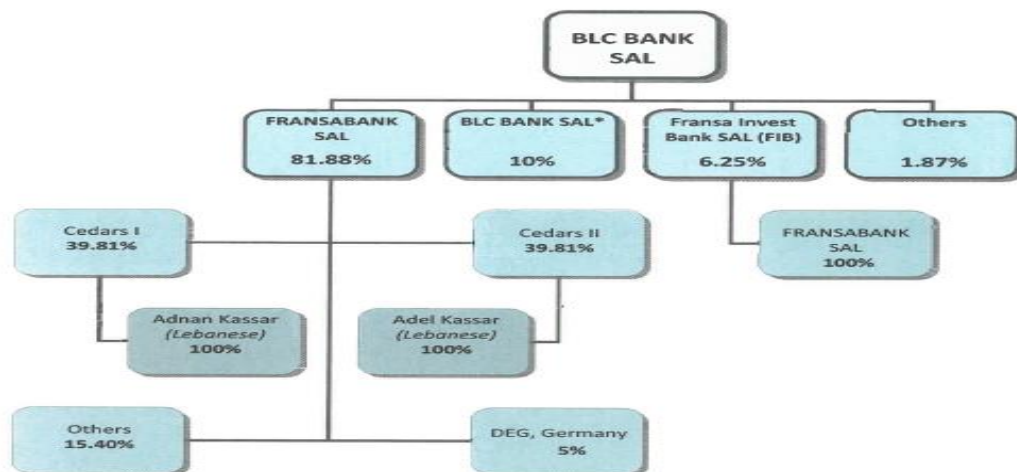 BLC BANK
SAL
FRANSABANK
SAL
81.88%
BLC BANK SAL*
10%
Fransa Invest
Bank SAL (FIB)
6.25%
Others
1.87%
Cedars I
39.81%
Cedars II
39.81%
FRANSABANK
SAL
100%
Adnan Kassar
(Lebanese)
100%
Adel Kassar
(Lebanese)
100%
Others
15.40%
DEG, Germany
5%